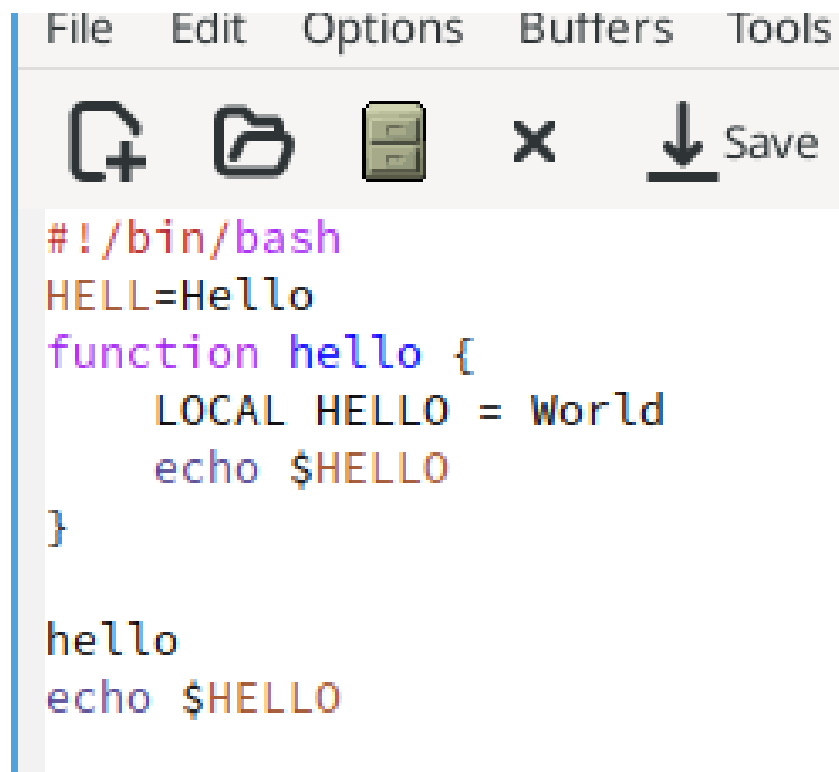 File Edit Options Buffers Tools
Save
#!/bin/bash
HELL=Hello
function hello {
    LOCAL HELLO = World
    echo $HELLO
}
hello
echo $HELLO